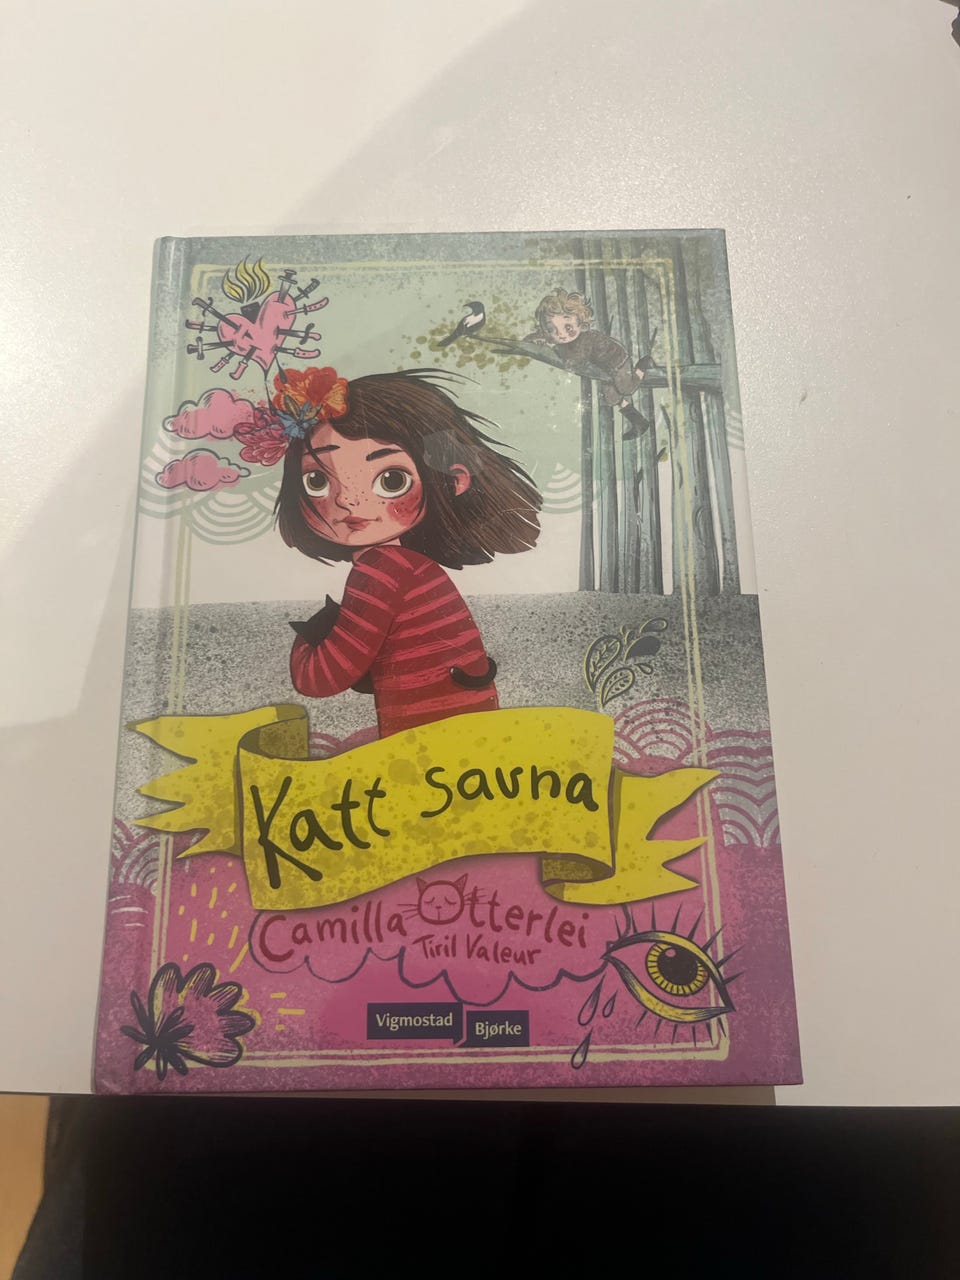 Katt savna
Camilla Otterlei
Tiril Valeur
Vigmostad
Bjørke